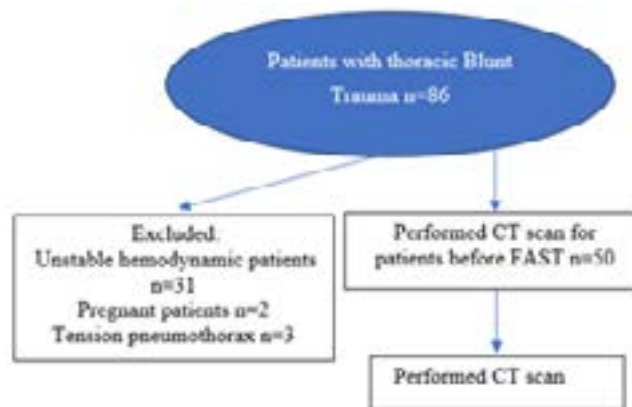 Patients with thoracic Blunt
Trauma n=86
Excluded.
Unstable hemodynamic patients
n=31
Pregnant patients n=2
Tension pneumothorax n=3
Performed CT scan for
patients before FAST n=50
Performed CT scan